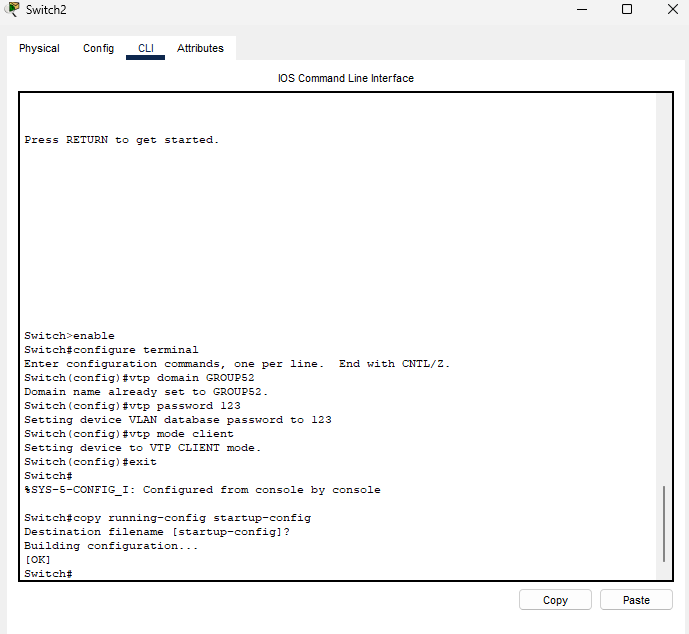 Switch2
Physical Config CLI Attributes
IOS Command Line Interface
Press RETURN to get started.
Switch>enable
Switch#configure terminal
Enter configuration commands, one per line.  End with CNTL/Z.
Switch(config)#vtp domain GROUP52
Domain name already set to GROUP52.
Switch(config)#vtp password 123
Setting device VLAN database password to 123
Switch(config)#vtp mode client
Setting device to VTP CLIENT mode.
Switch(config)#exit
Switch#
%SYS-5-CONFIG_I: Configured from console by console
Switch#copy running-config startup-config
Destination filename [startup-config]?
Building configuration...
[OK]
Switch#
Copy Paste